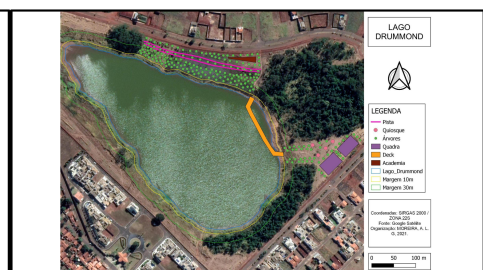 LAGO
DRUMMOND
LEGENDA
Pista
Quiosque
Árvores
Quadra
Deck
Academia
Lago_Drummond
Margem 10m
Margem 30m
Coordenadas: SIRGAS 2000 /
ZONA 22S
Fonte: Google Satélite
Organização: MOREIRA, A. L.
G., 2021.
0 50 100 m